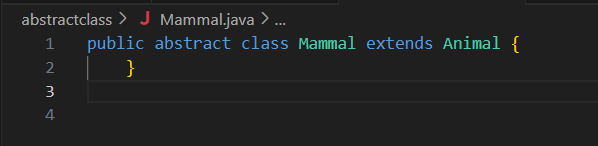 abstractclass > J Mammal.java > ...
1 public abstract class Mammal extends Animal {
2     }
3
4